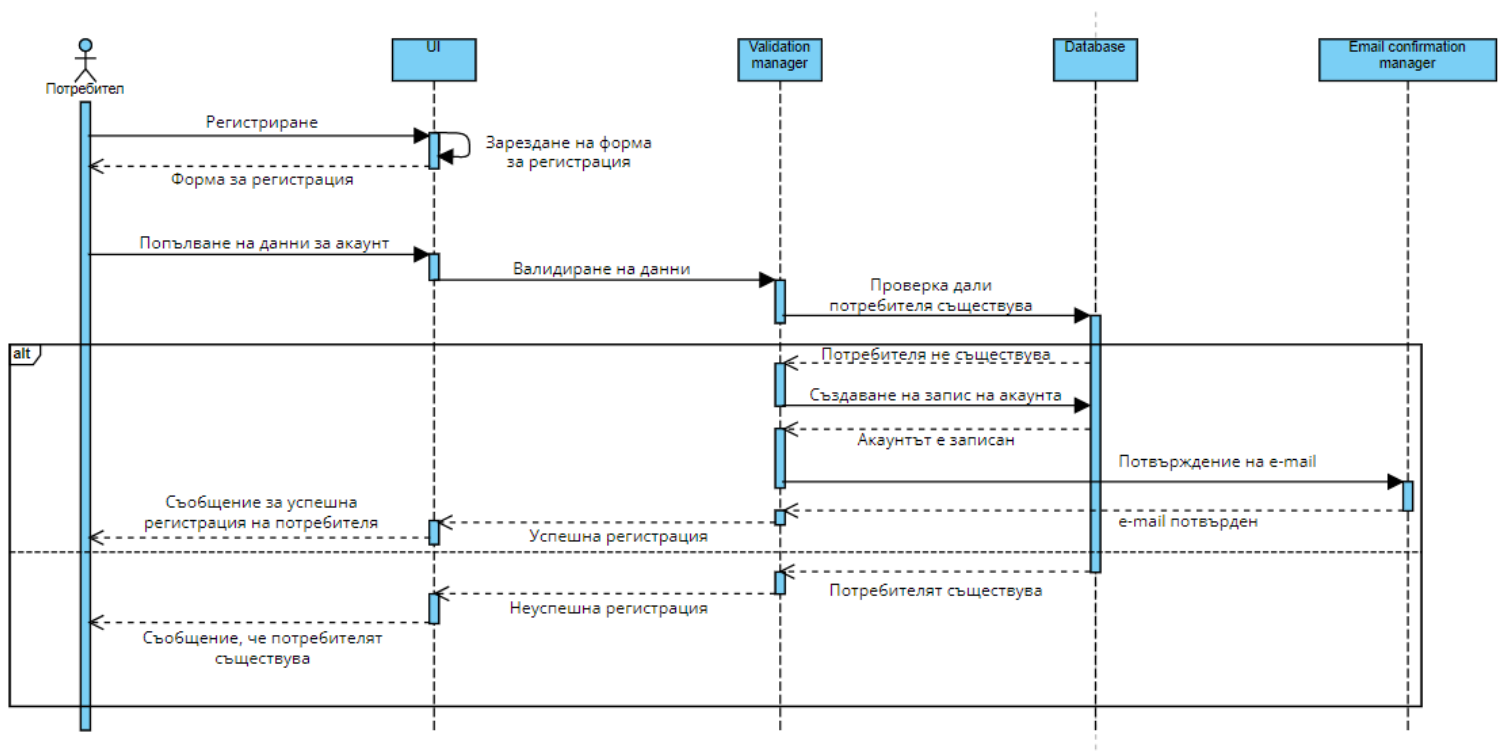 UI
Validation
manager
Database
Email confirmation
manager
Потребител
Регистриране
Зарездане на форма
за регистрация
Форма за регистрация
Попълване на данни за акаунт
Валидиране на данни
Проверка дали
потребителя съществува
alt
Потребителя не съществува
Създаване на запис на акаунта
Акаунтът е записан
Потвърждение на e-mail
Съобщение за успешна
регистрация на потребителя
e-mail потвърден
Успешна регистрация
Потребителят съществува
Неуспешна регистрация
Съобщение, че потребителят
съществува